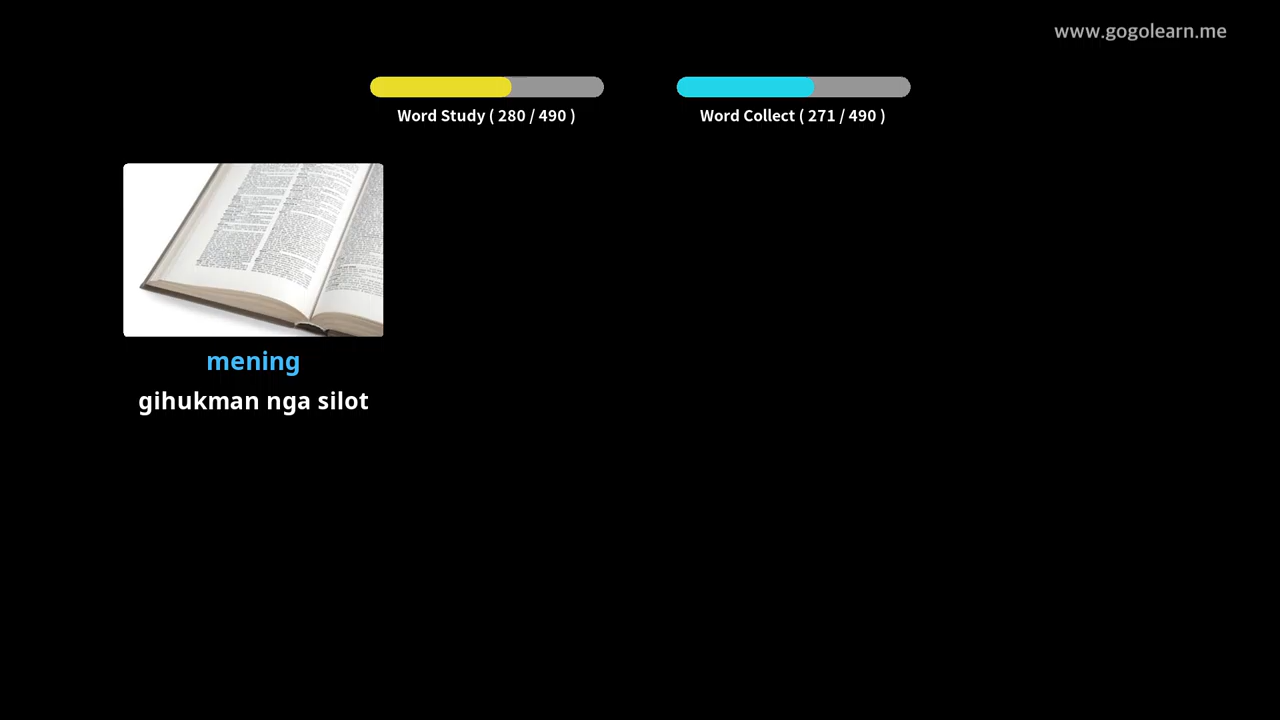 www.gogolearn.me
Word Study ( 280 / 490 )
Word Collect ( 271 / 490 )
mening
gihukman nga silot